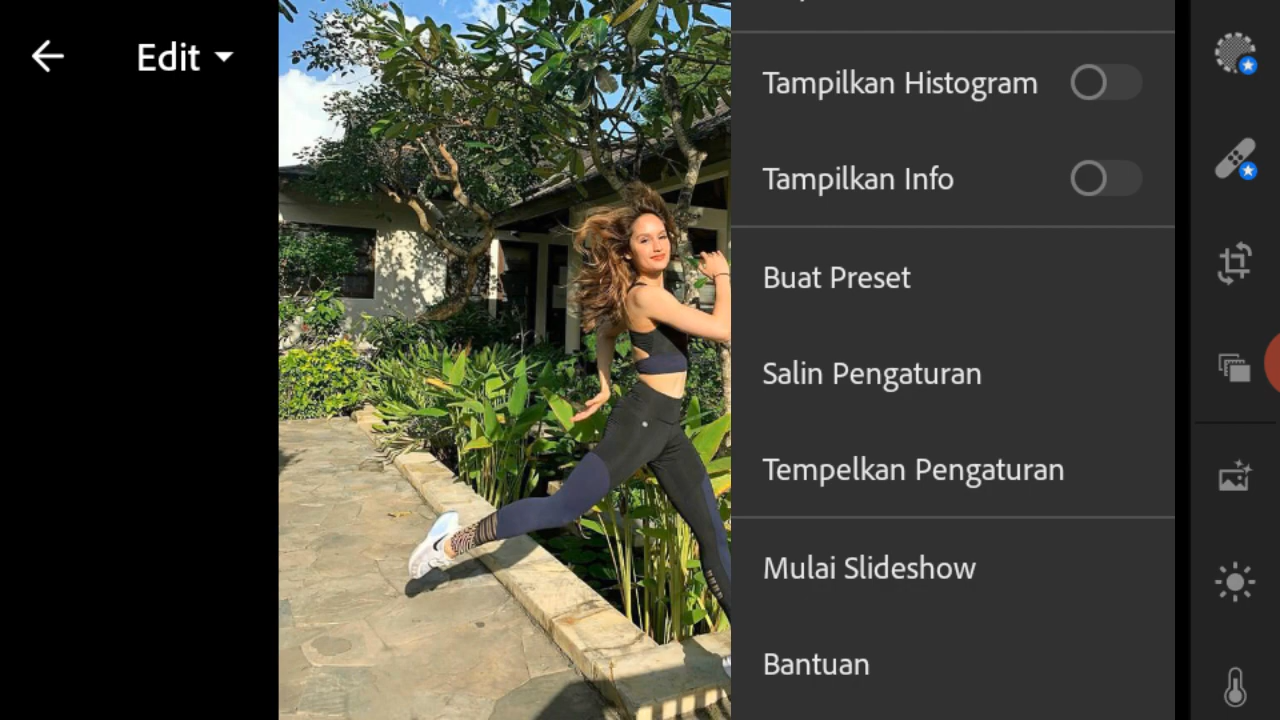 Edit
Tampilkan Histogram
Tampilkan Info
Buat Preset
Salin Pengaturan
Tempelkan Pengaturan
Mulai Slideshow
Bantuan